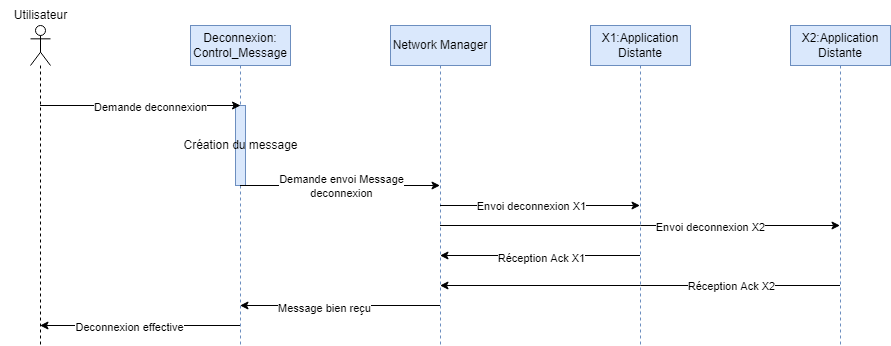 Utilisateur
Deconnexion:
Control_Message
Network Manager
X1:Application
Distante
X2:Application
Distante
Demande deconnexion
Création du message
Demande envoi Message
deconnexion
Envoi deconnexion X1
Envoi deconnexion X2
Réception Ack X1
Réception Ack X2
Message bien reçu
Deconnexion effective